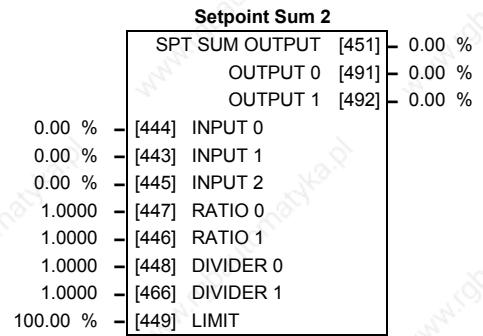 Setpoint Sum 2
SPT SUM OUTPUT [451] – 0.00 %
OUTPUT 0 [491] – 0.00 %
OUTPUT 1 [492] – 0.00 %
0.00 % – [444] INPUT 0
0.00 % – [443] INPUT 1
0.00 % – [445] INPUT 2
1.0000 – [447] RATIO 0
1.0000 – [446] RATIO 1
1.0000 – [448] DIVIDER 0
1.0000 – [466] DIVIDER 1
100.00 % – [449] LIMIT